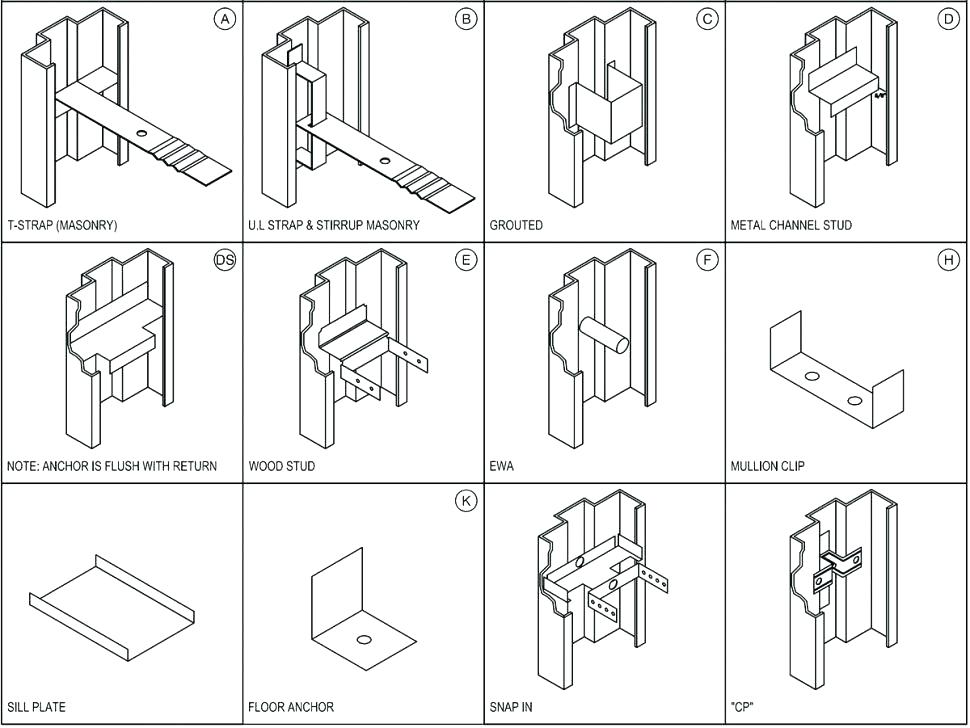 A
T-STRAP (MASONRY)
B
U.L STRAP & STIRRUP MASONRY
C
GROUTED
D
METAL CHANNEL STUD
DS
NOTE: ANCHOR IS FLUSH WITH RETURN
E
WOOD STUD
F
EWA
H
MULLION CLIP
SILL PLATE
K
FLOOR ANCHOR
SNAP IN
"CP"